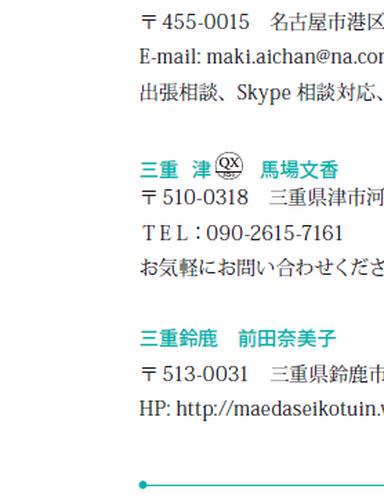 〒455-0015　名古屋市港区
E-mail: maki.aichan@na.com
出張相談、Skype 相談対応、
三重　津 QX　馬場文香
〒510-0318　三重県津市河
TEL：090-2615-7161
お気軽にお問い合わせくださ
三重鈴鹿　前田奈美子
〒513-0031　三重県鈴鹿市
HP: http://maedaseikotuin.w